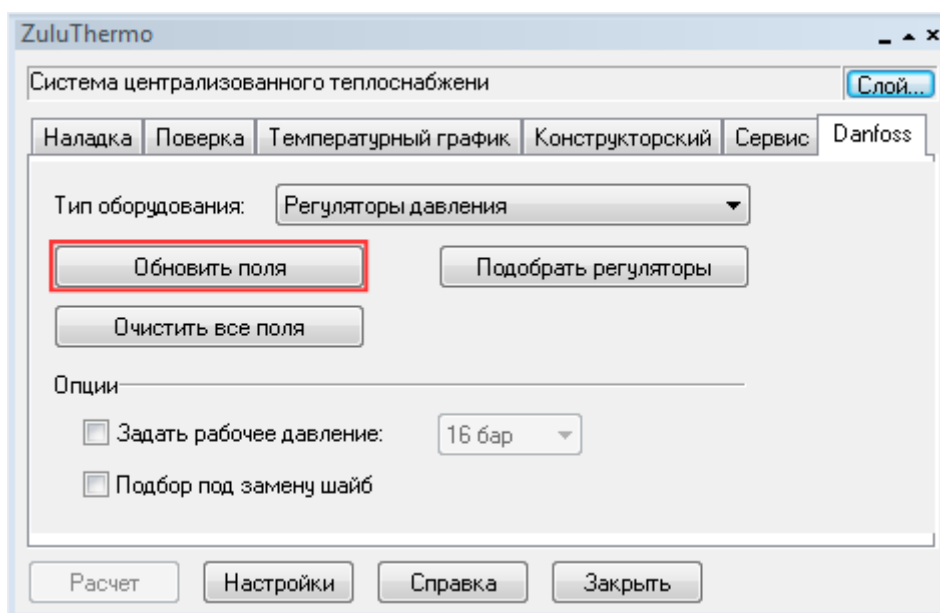 ZuluThermo
Система централизованного теплоснабжени
Слой...
Наладка Поверка Температурный график Конструкторский Сервис Danfoss
Тип оборудования: Регуляторы давления
Обновить поля Подобрать регуляторы
Очистить все поля
Опции
Задать рабочее давление: 16 бар
Подбор под замену шайб
Расчет Настройки Справка Закрыть